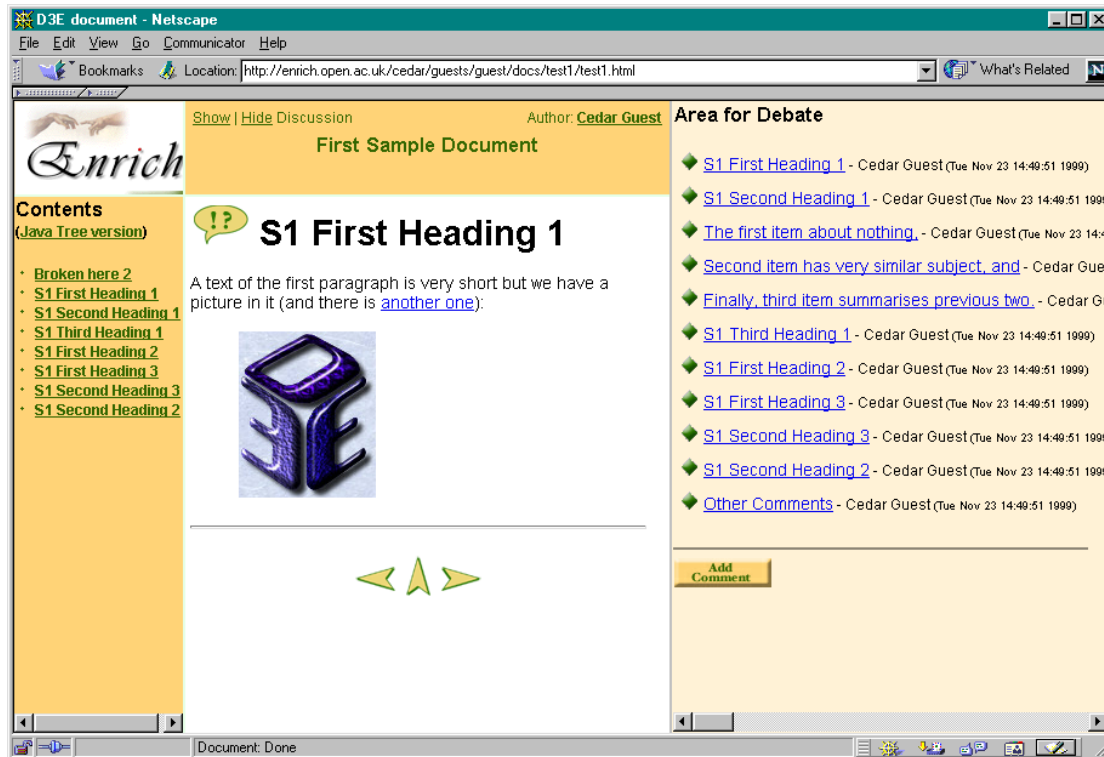 D3E document - Netscape
File Edit View Go Communicator Help
Bookmarks Location: http://enrich.open.ac.uk/cedar/guests/guest/docs/test1/test1.html What's Related N
Enrich
Show | Hide Discussion Author: Cedar Guest
First Sample Document
Contents
(Java Tree version)
Broken here 2
S1 First Heading 1
S1 Second Heading 1
S1 Third Heading 1
S1 First Heading 2
S1 First Heading 3
S1 Second Heading 3
S1 Second Heading 2
!?
S1 First Heading 1
A text of the first paragraph is very short but we have a
picture in it (and there is another one):
D3E
Area for Debate
S1 First Heading 1 - Cedar Guest (Tue Nov 23 14:49:51 1999)
S1 Second Heading 1 - Cedar Guest (Tue Nov 23 14:49:51 199
The first item about nothing, - Cedar Guest (Tue Nov 23 14:4
Second item has very similar subject, and - Cedar Gue
Finally, third item summarises previous two. - Cedar G
S1 Third Heading 1 - Cedar Guest (Tue Nov 23 14:49:51 1999)
S1 First Heading 2 - Cedar Guest (Tue Nov 23 14:49:51 1999)
S1 First Heading 3 - Cedar Guest (Tue Nov 23 14:49:51 1999)
S1 Second Heading 3 - Cedar Guest (Tue Nov 23 14:49:51 199
S1 Second Heading 2 - Cedar Guest (Tue Nov 23 14:49:51 199
Other Comments - Cedar Guest (Tue Nov 23 14:49:51 1999)
Add
Comment
Document: Done